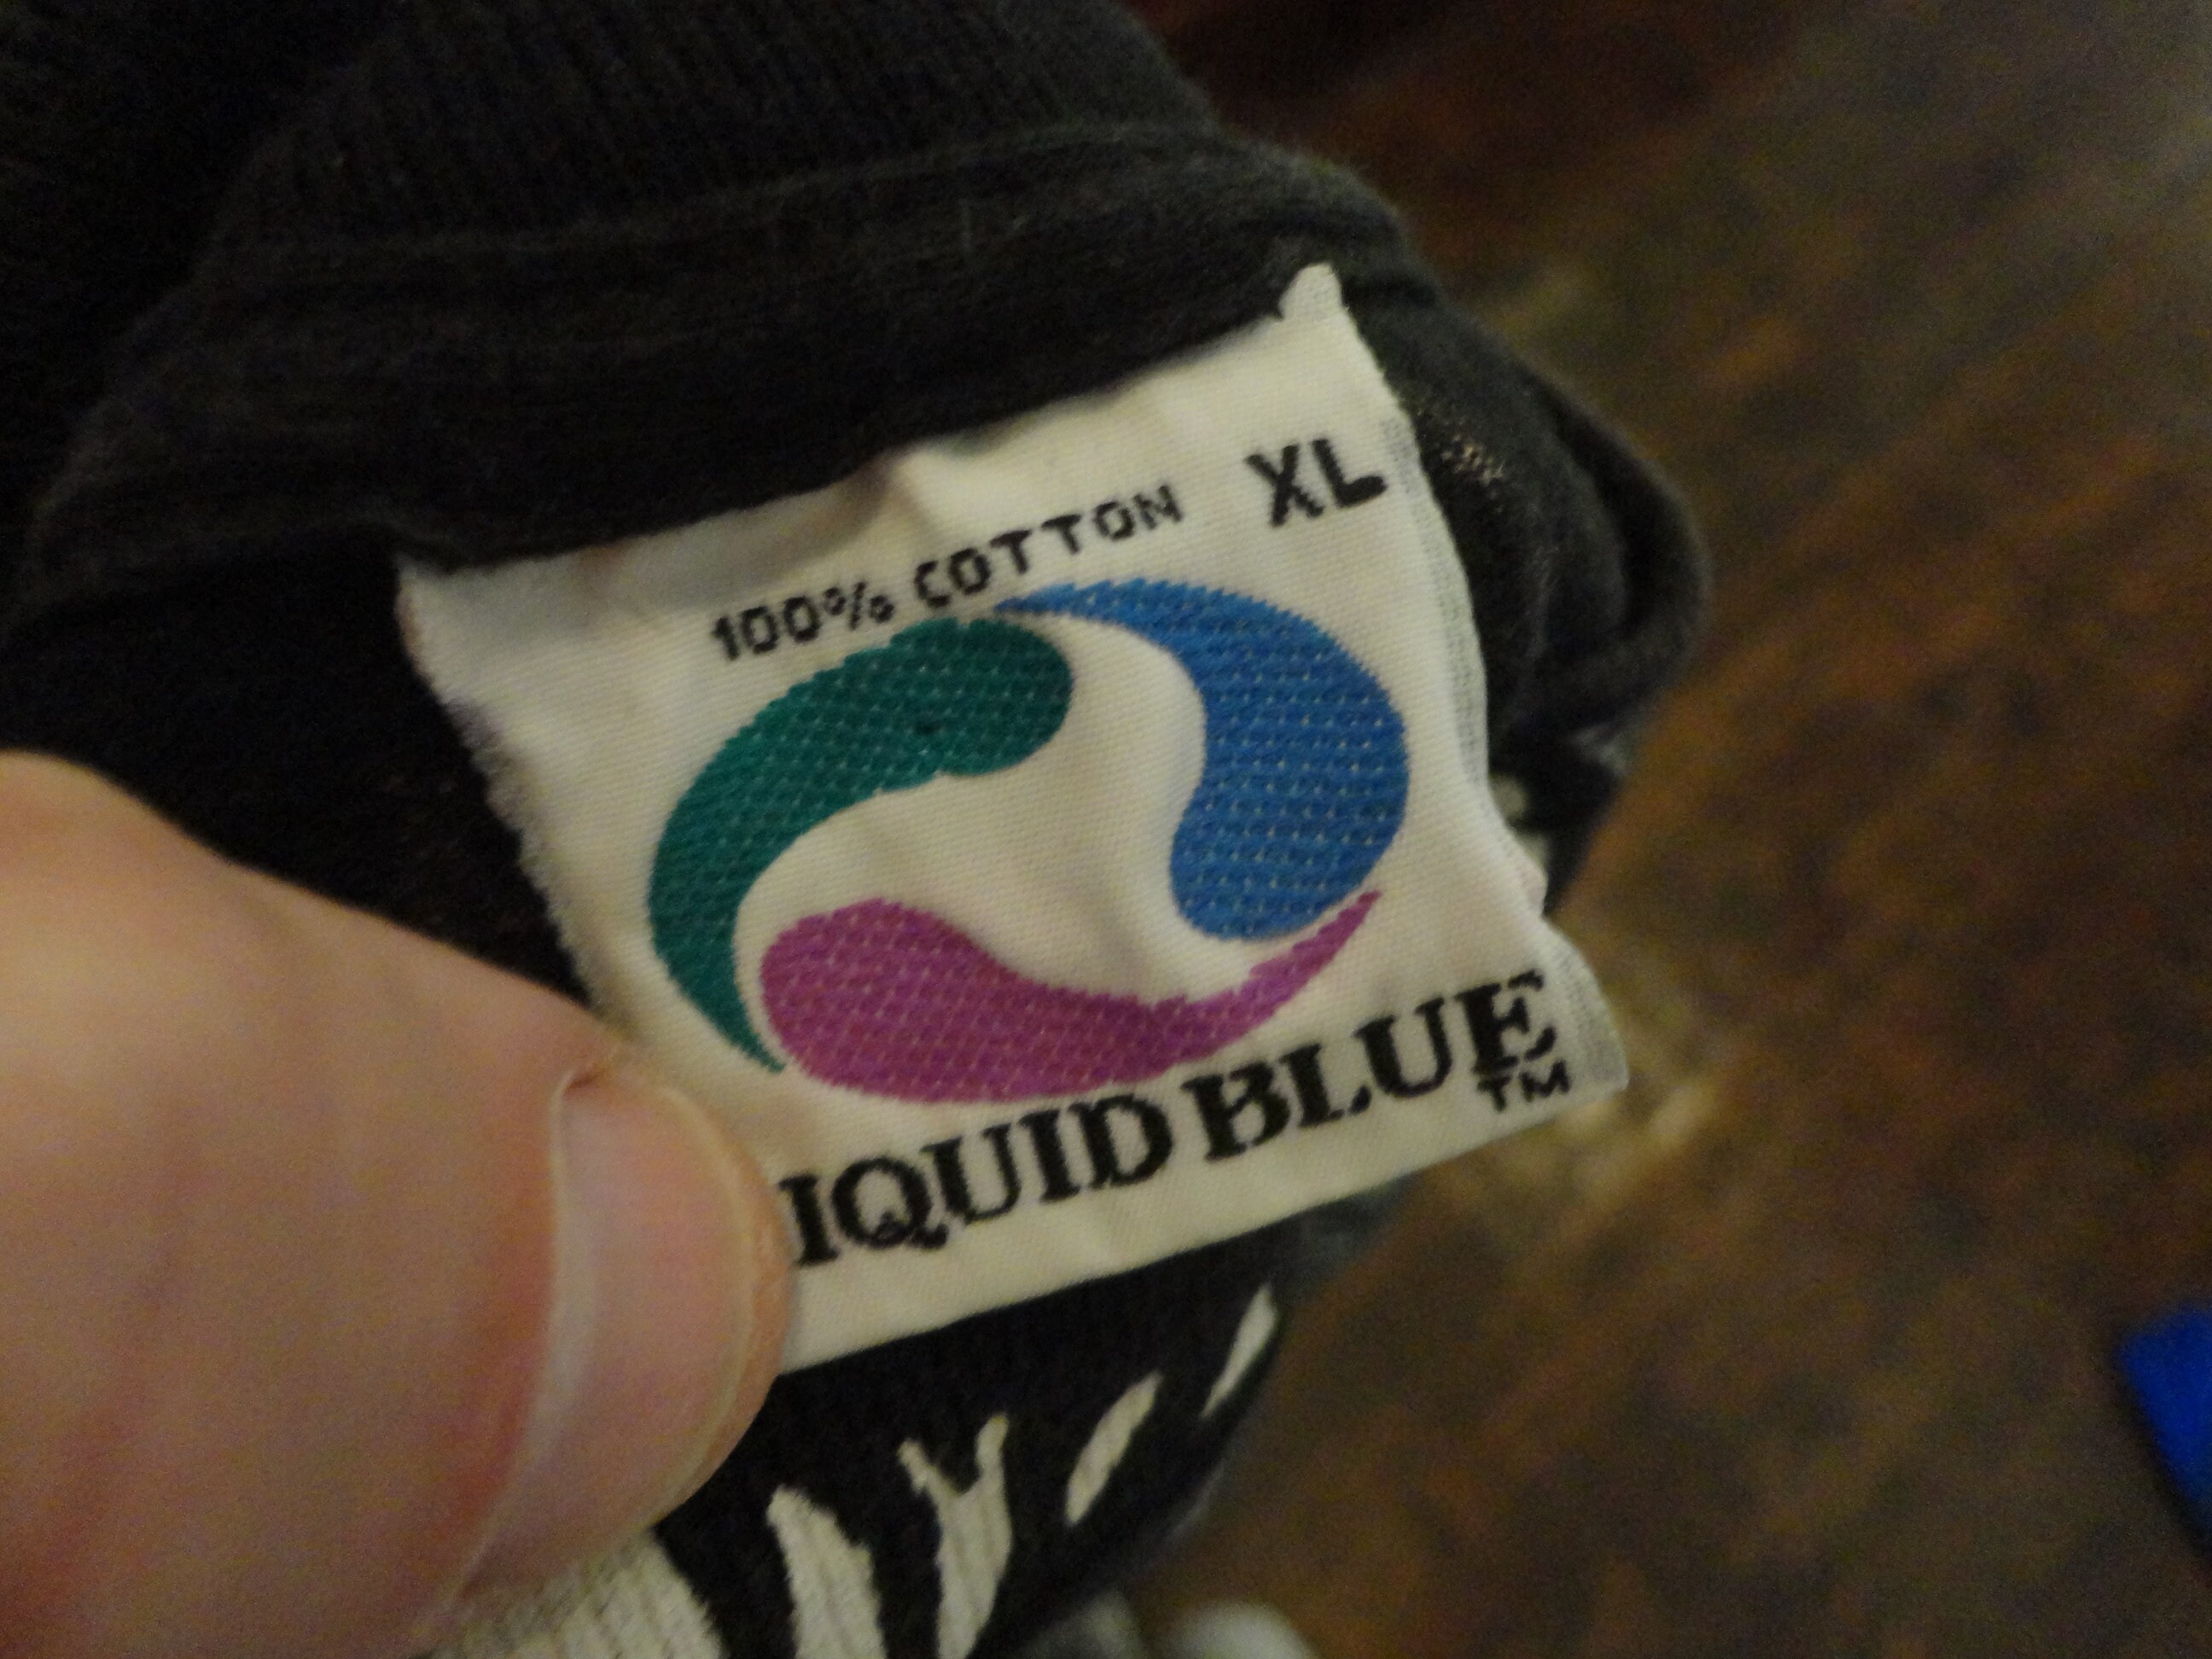 100% COTTON XL
IQUID BLUE
TM